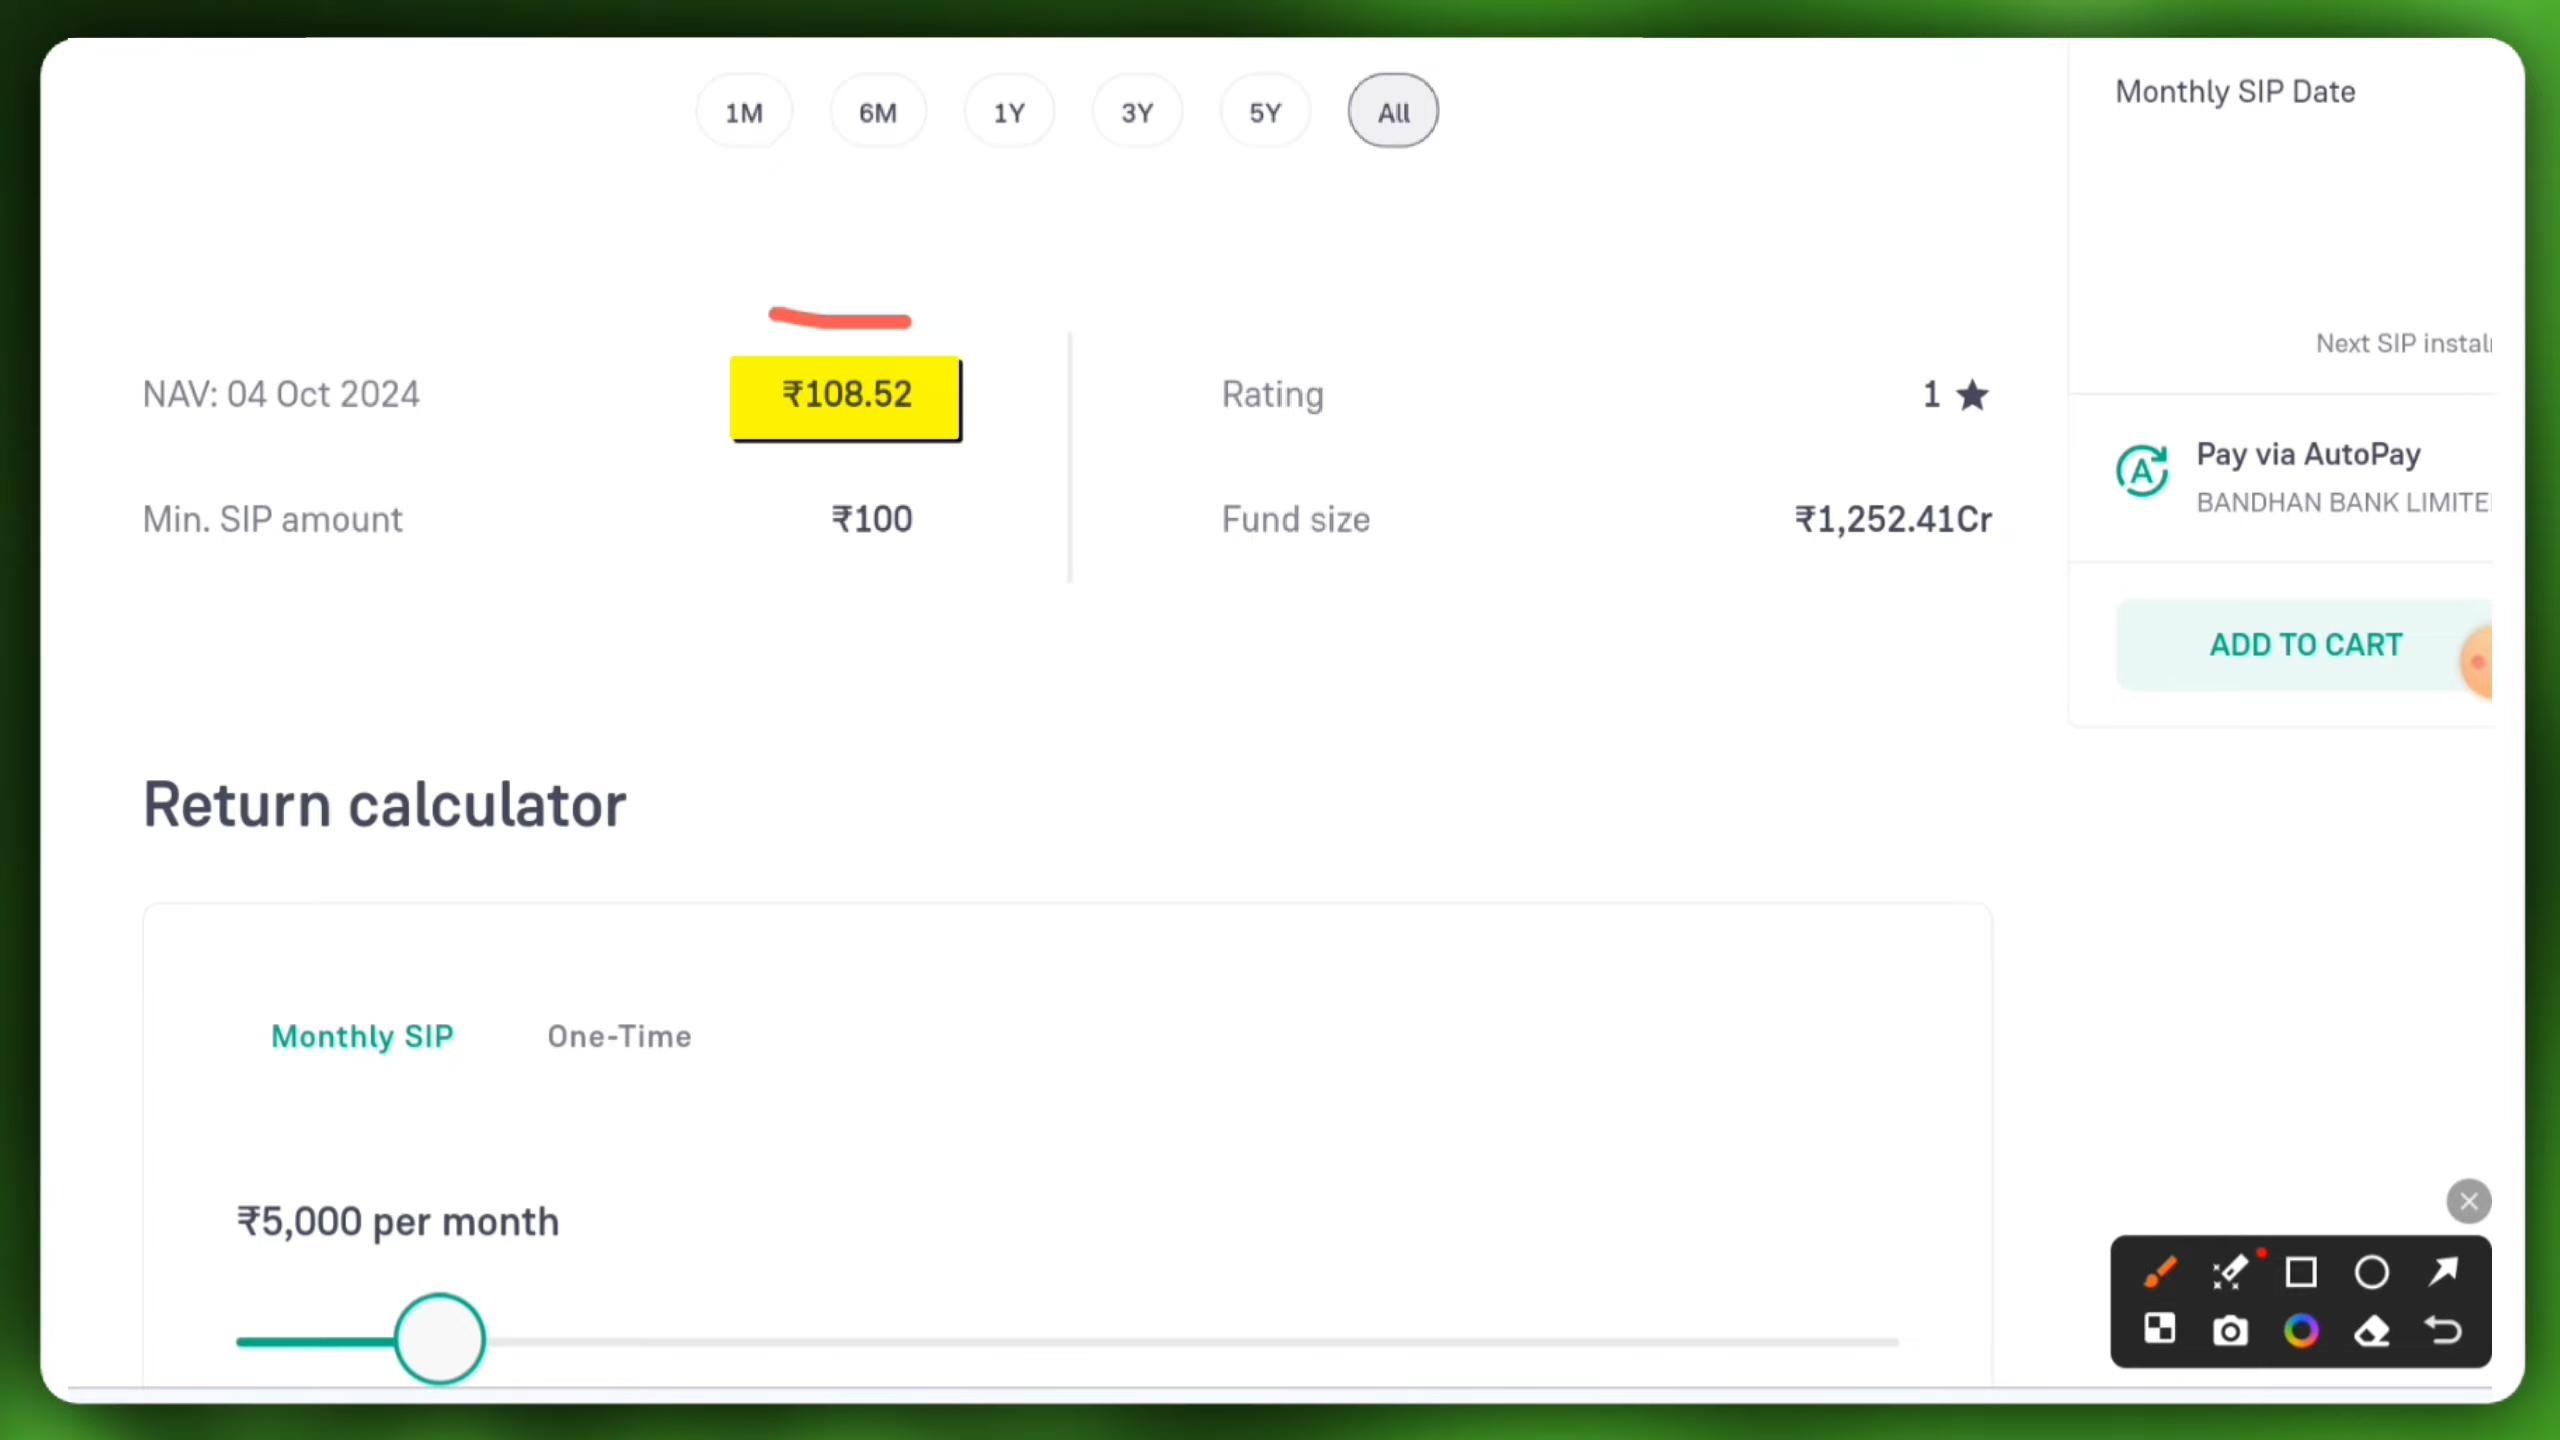 1M 6M 1Y 3Y 5Y All
Monthly SIP Date
Next SIP instal
NAV: 04 Oct 2024 ₹108.52
Rating 1 ★
Min. SIP amount ₹100
Fund size ₹1,252.41Cr
Pay via AutoPay
BANDHAN BANK LIMITE
ADD TO CART
Return calculator
Monthly SIP One-Time
₹5,000 per month